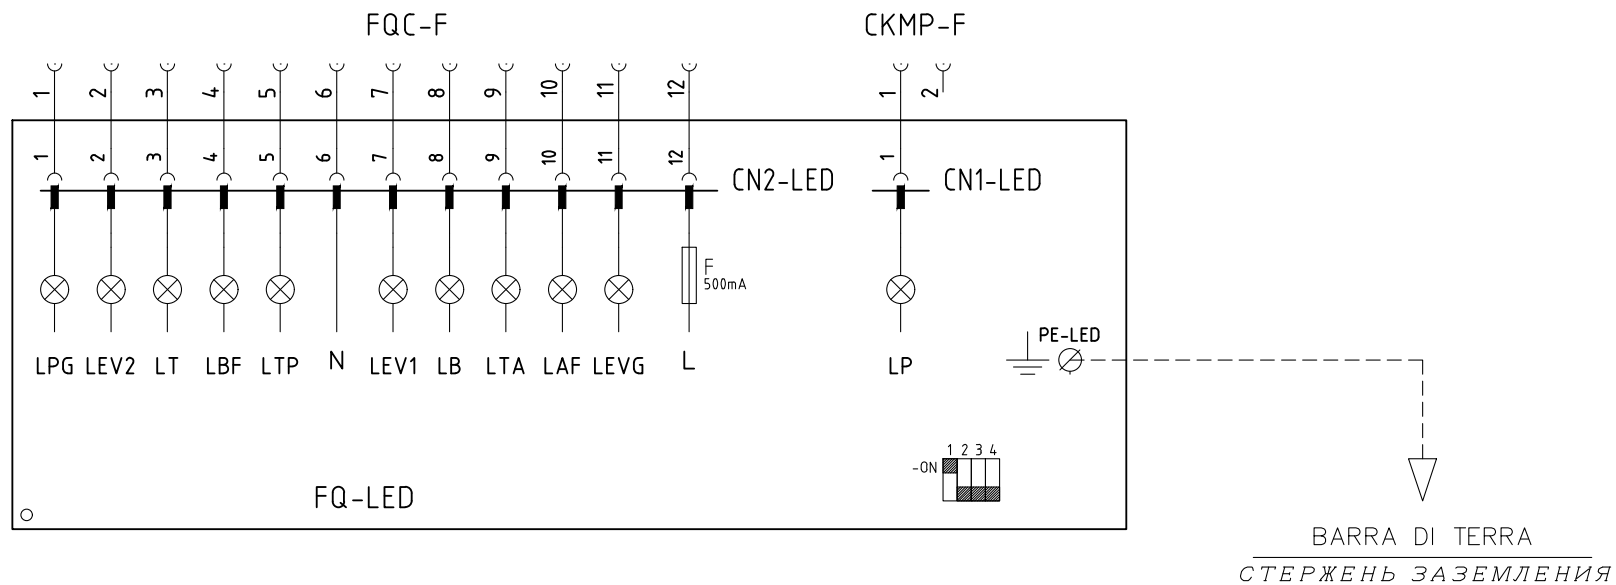 FQC-F CKMP-F
1 2 3 4 5 6 7 8 9 10 11 12 1 2
1 2 3 4 5 6 7 8 9 10 11 12 1
CN2-LED CN1-LED
F
500mA
PE-LED
LPG LEV2 LT LBF LTP N LEV1 LB LTA LAF LEVG L LP
1 2 3 4
-ON
FQ-LED
BARRA DI TERRA
СТЕРЖЕНЬ ЗАЗЕМЛЕНИЯ